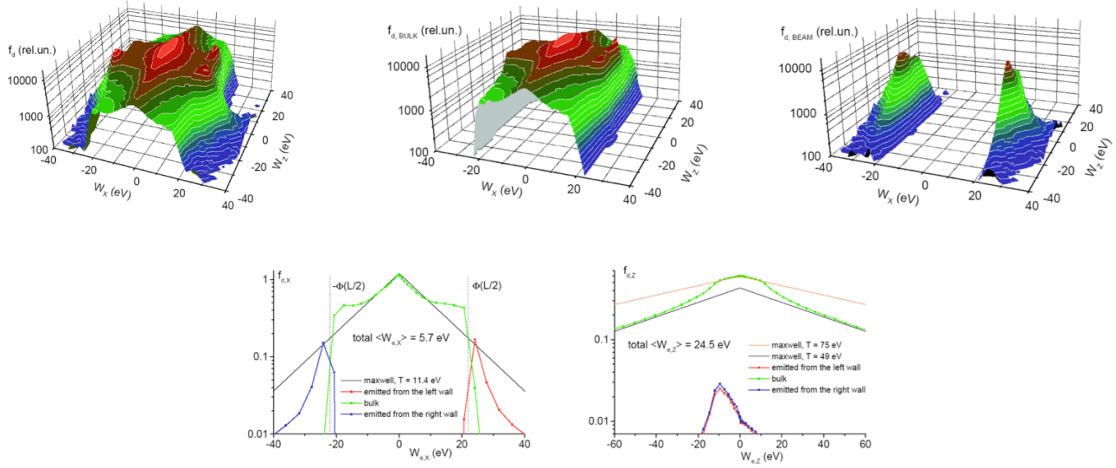 f_d (rel.un.)
10000
1000
100
-40
-20
0
20
40
W_X (eV)
-40
-20
0
20
40
W_Z (eV)
f_d, BULK (rel.un.)
10000
1000
100
-40
-20
0
20
40
W_X (eV)
-40
-20
0
20
40
W_Z (eV)
f_d, BEAM (rel.un.)
10000
1000
100
-40
-20
0
20
40
W_X (eV)
-40
-20
0
20
40
W_Z (eV)
f_d,X
-Φ(L/2)
Φ(L/2)
1
0.1
0.01
total <W_e,X> = 5.7 eV
maxwell, T = 11.4 eV
emitted from the left wall
bulk
emitted from the right wall
-40
-20
0
20
40
W_e,X (eV)
f_d,Z
1
0.1
0.01
total <W_e,Z> = 24.5 eV
maxwell, T = 75 eV
maxwell, T = 49 eV
emitted from the left wall
bulk
emitted from the right wall
-60
-40
-20
0
20
40
60
W_e,Z (eV)